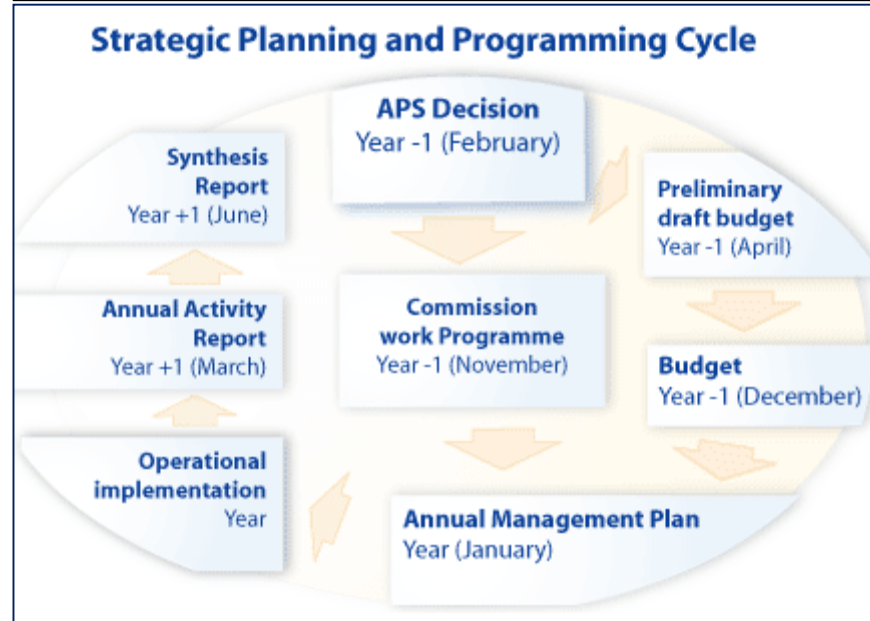 Strategic Planning and Programming Cycle
APS Decision
Year -1 (February)
Synthesis
Report
Year +1 (June)
Preliminary
draft budget
Year -1 (April)
Annual Activity
Report
Year +1 (March)
Commission
work Programme
Year -1 (November)
Budget
Year -1 (December)
Operational
implementation
Year
Annual Management Plan
Year (January)